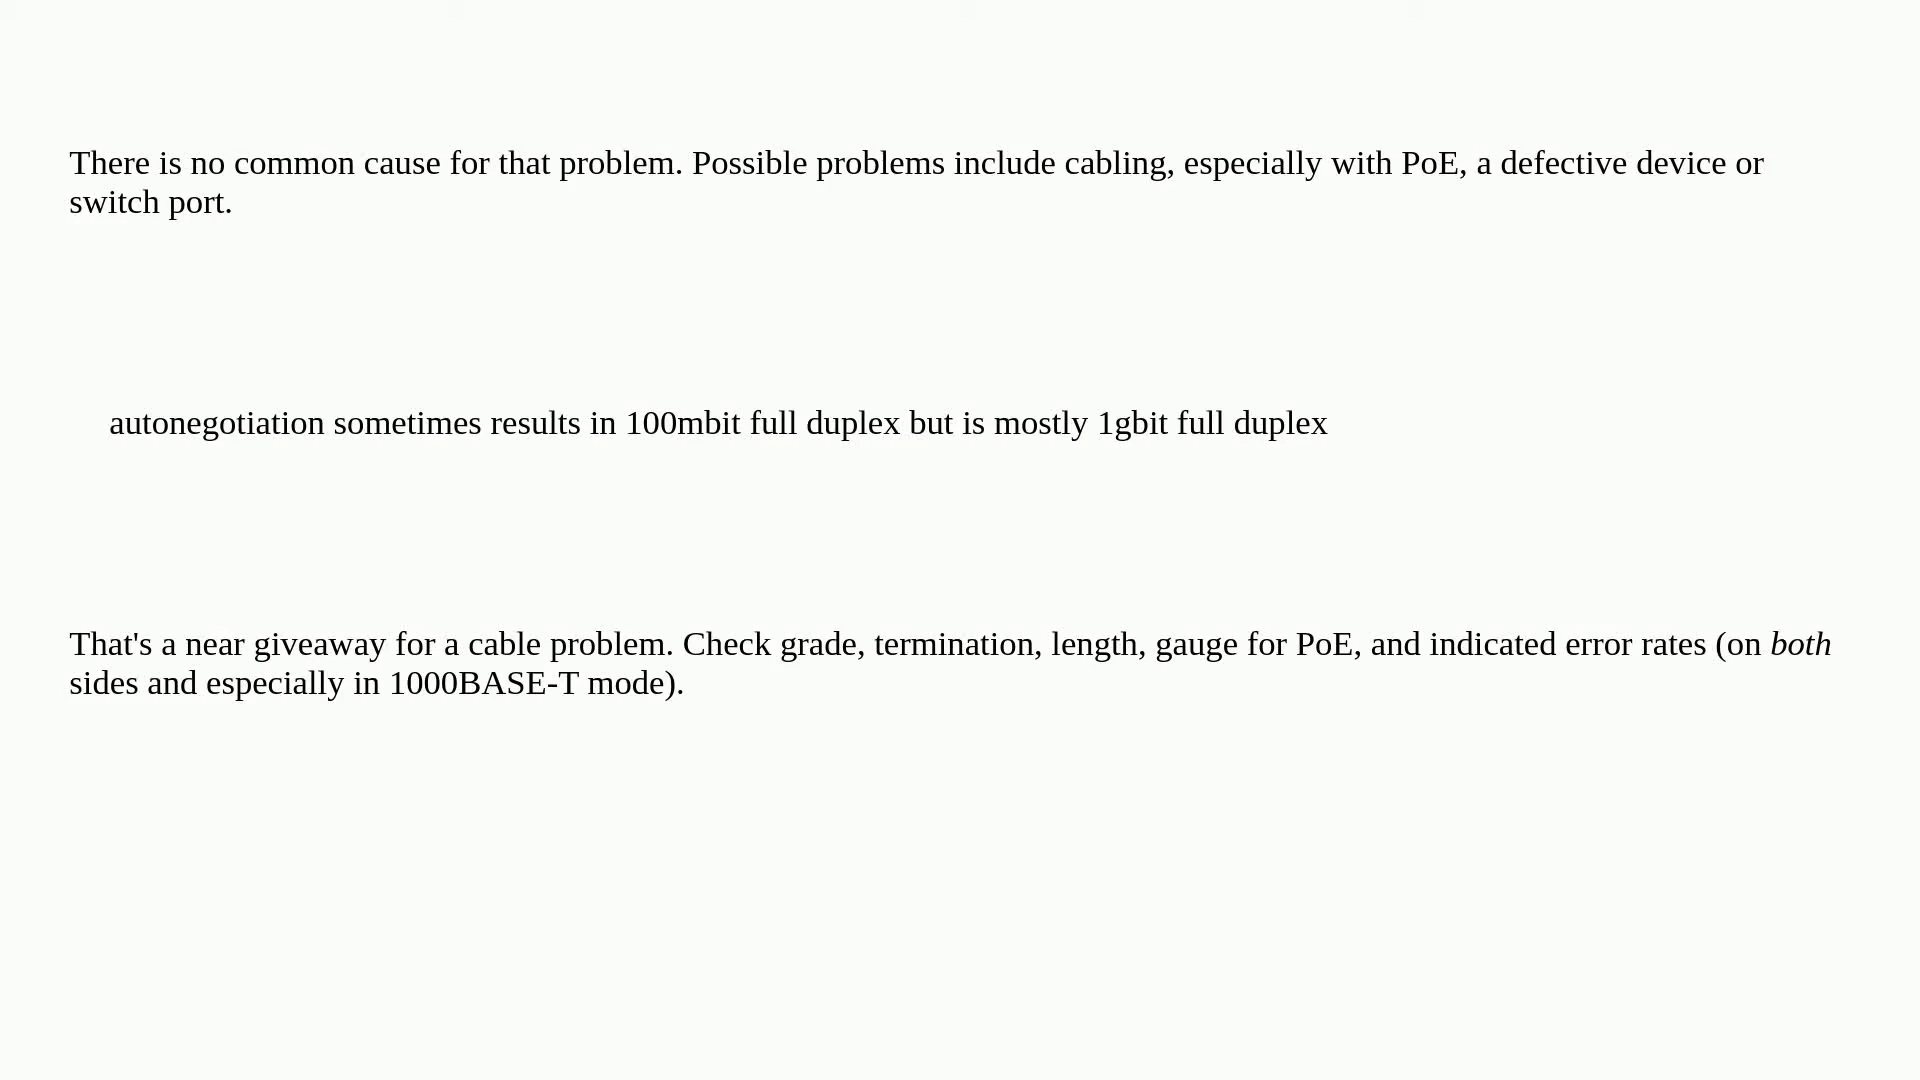 There is no common cause for that problem. Possible problems include cabling, especially with PoE, a defective device or
switch port.
autonegotiation sometimes results in 100mbit full duplex but is mostly 1gbit full duplex
That's a near giveaway for a cable problem. Check grade, termination, length, gauge for PoE, and indicated error rates (on both
sides and especially in 1000BASE-T mode).